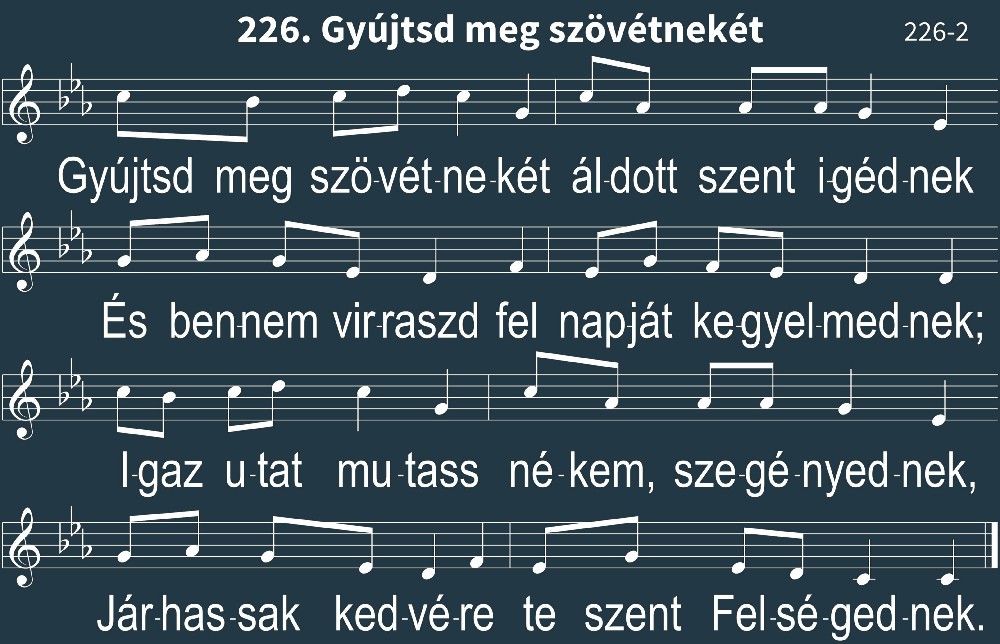 226. Gyújtsd meg szövétnekét
226-2
Gyújtsd meg szö-vét-ne-két ál-dott szent i-géd-nek
És ben-nem vir-raszd fel nap-ját ke-gyel-med-nek;
I-gaz u-tat mu-tass né-kem, sze-gé-nyed-nek,
Jár-has-sak ked-vé-re te szent Fel-sé-ged-nek.